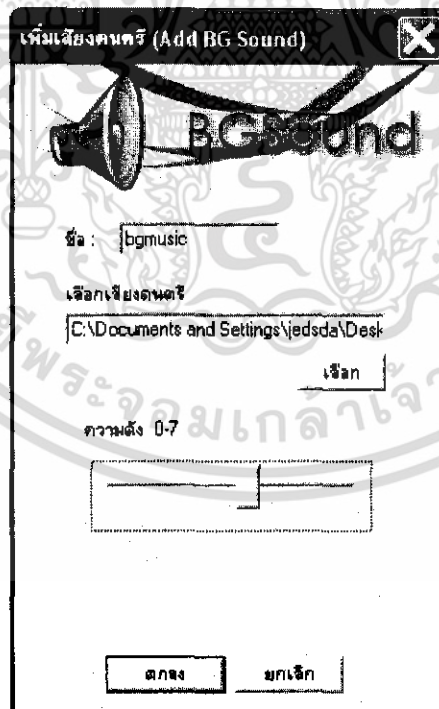 เพิ่มเสียงดนตรี (Add BG Sound)
BGSound
ชื่อ : bgmusic
เลือกเสียงดนตรี
C:\Documents and Settings\jedsda\Desk
เลือก
ความดัง 0-7
ตกลง ยกเลิก